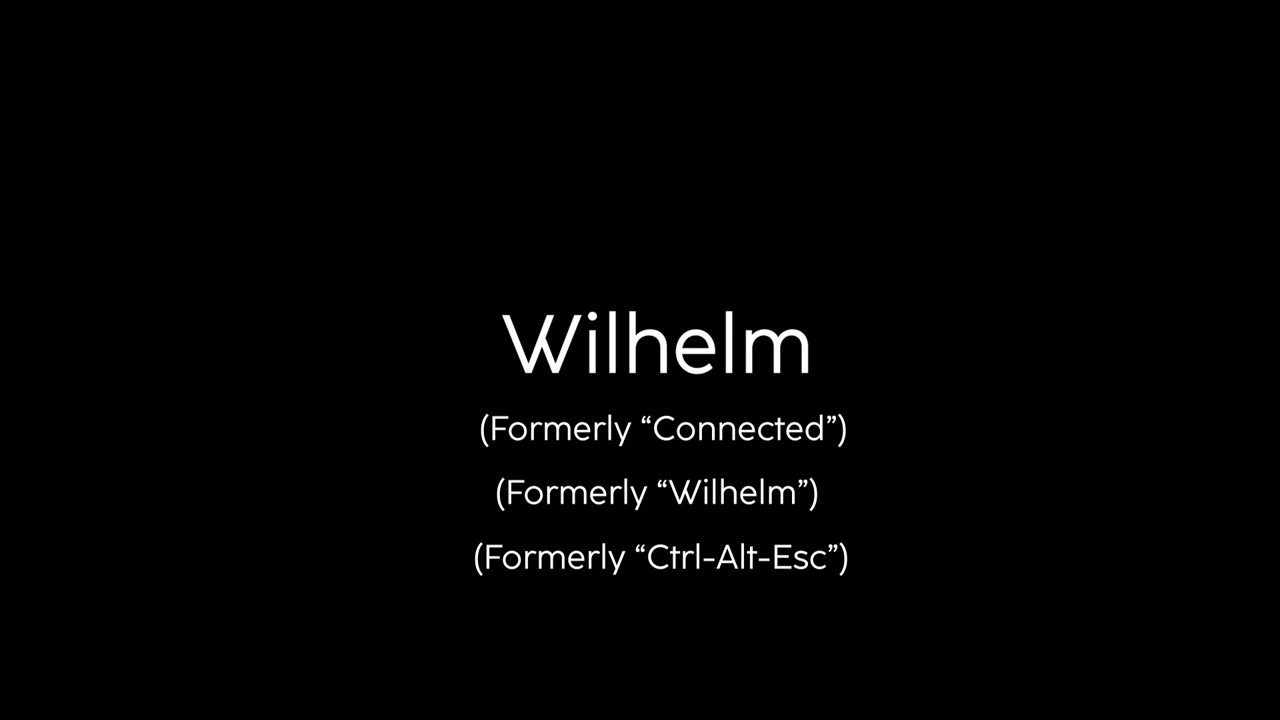 Wilhelm
(Formerly “Connected”)
(Formerly “Wilhelm”)
(Formerly “Ctrl-Alt-Esc”)